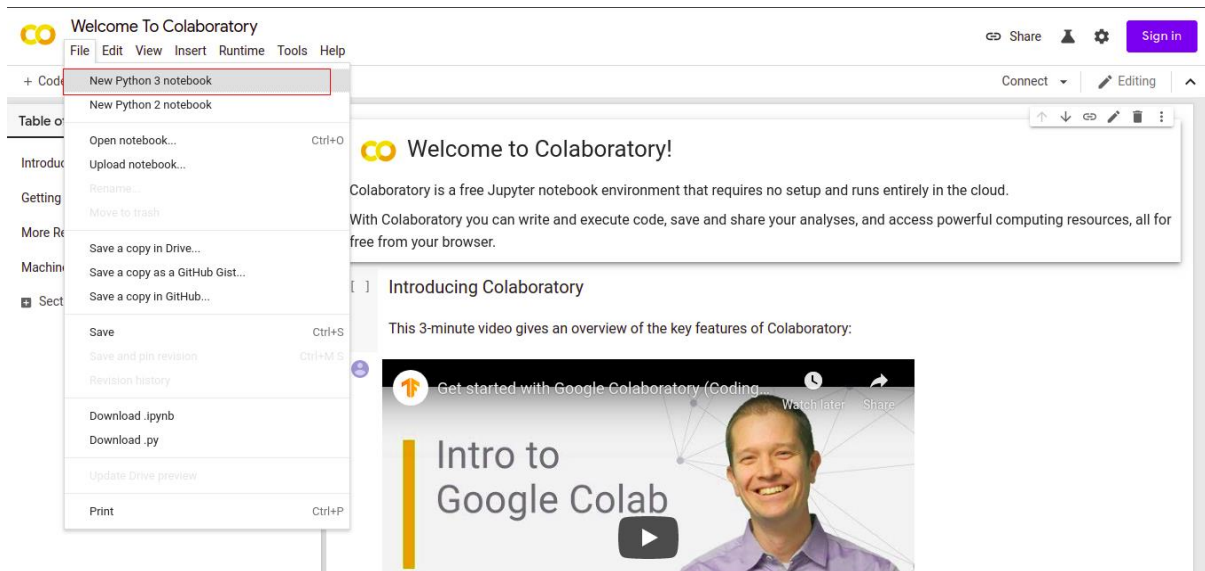 Welcome To Colaboratory
File Edit View Insert Runtime Tools Help
Share
Sign in
+ Code
Connect
Editing
New Python 3 notebook
New Python 2 notebook
Open notebook... Ctrl+O
Upload notebook...
Rename...
Move to trash
Save a copy in Drive...
Save a copy as a GitHub Gist...
Save a copy in GitHub...
Save Ctrl+S
Save and pin revision Ctrl+M S
Revision history
Download .ipynb
Download .py
Update Drive preview
Print Ctrl+P
Table o
Introduc
Getting
More Re
Machin
Sect
CO Welcome to Colaboratory!
Colaboratory is a free Jupyter notebook environment that requires no setup and runs entirely in the cloud.
With Colaboratory you can write and execute code, save and share your analyses, and access powerful computing resources, all for
free from your browser.
[ ] Introducing Colaboratory
This 3-minute video gives an overview of the key features of Colaboratory:
Get started with Google Colaboratory (Coding...
Watch later Share
Intro to
Google Colab